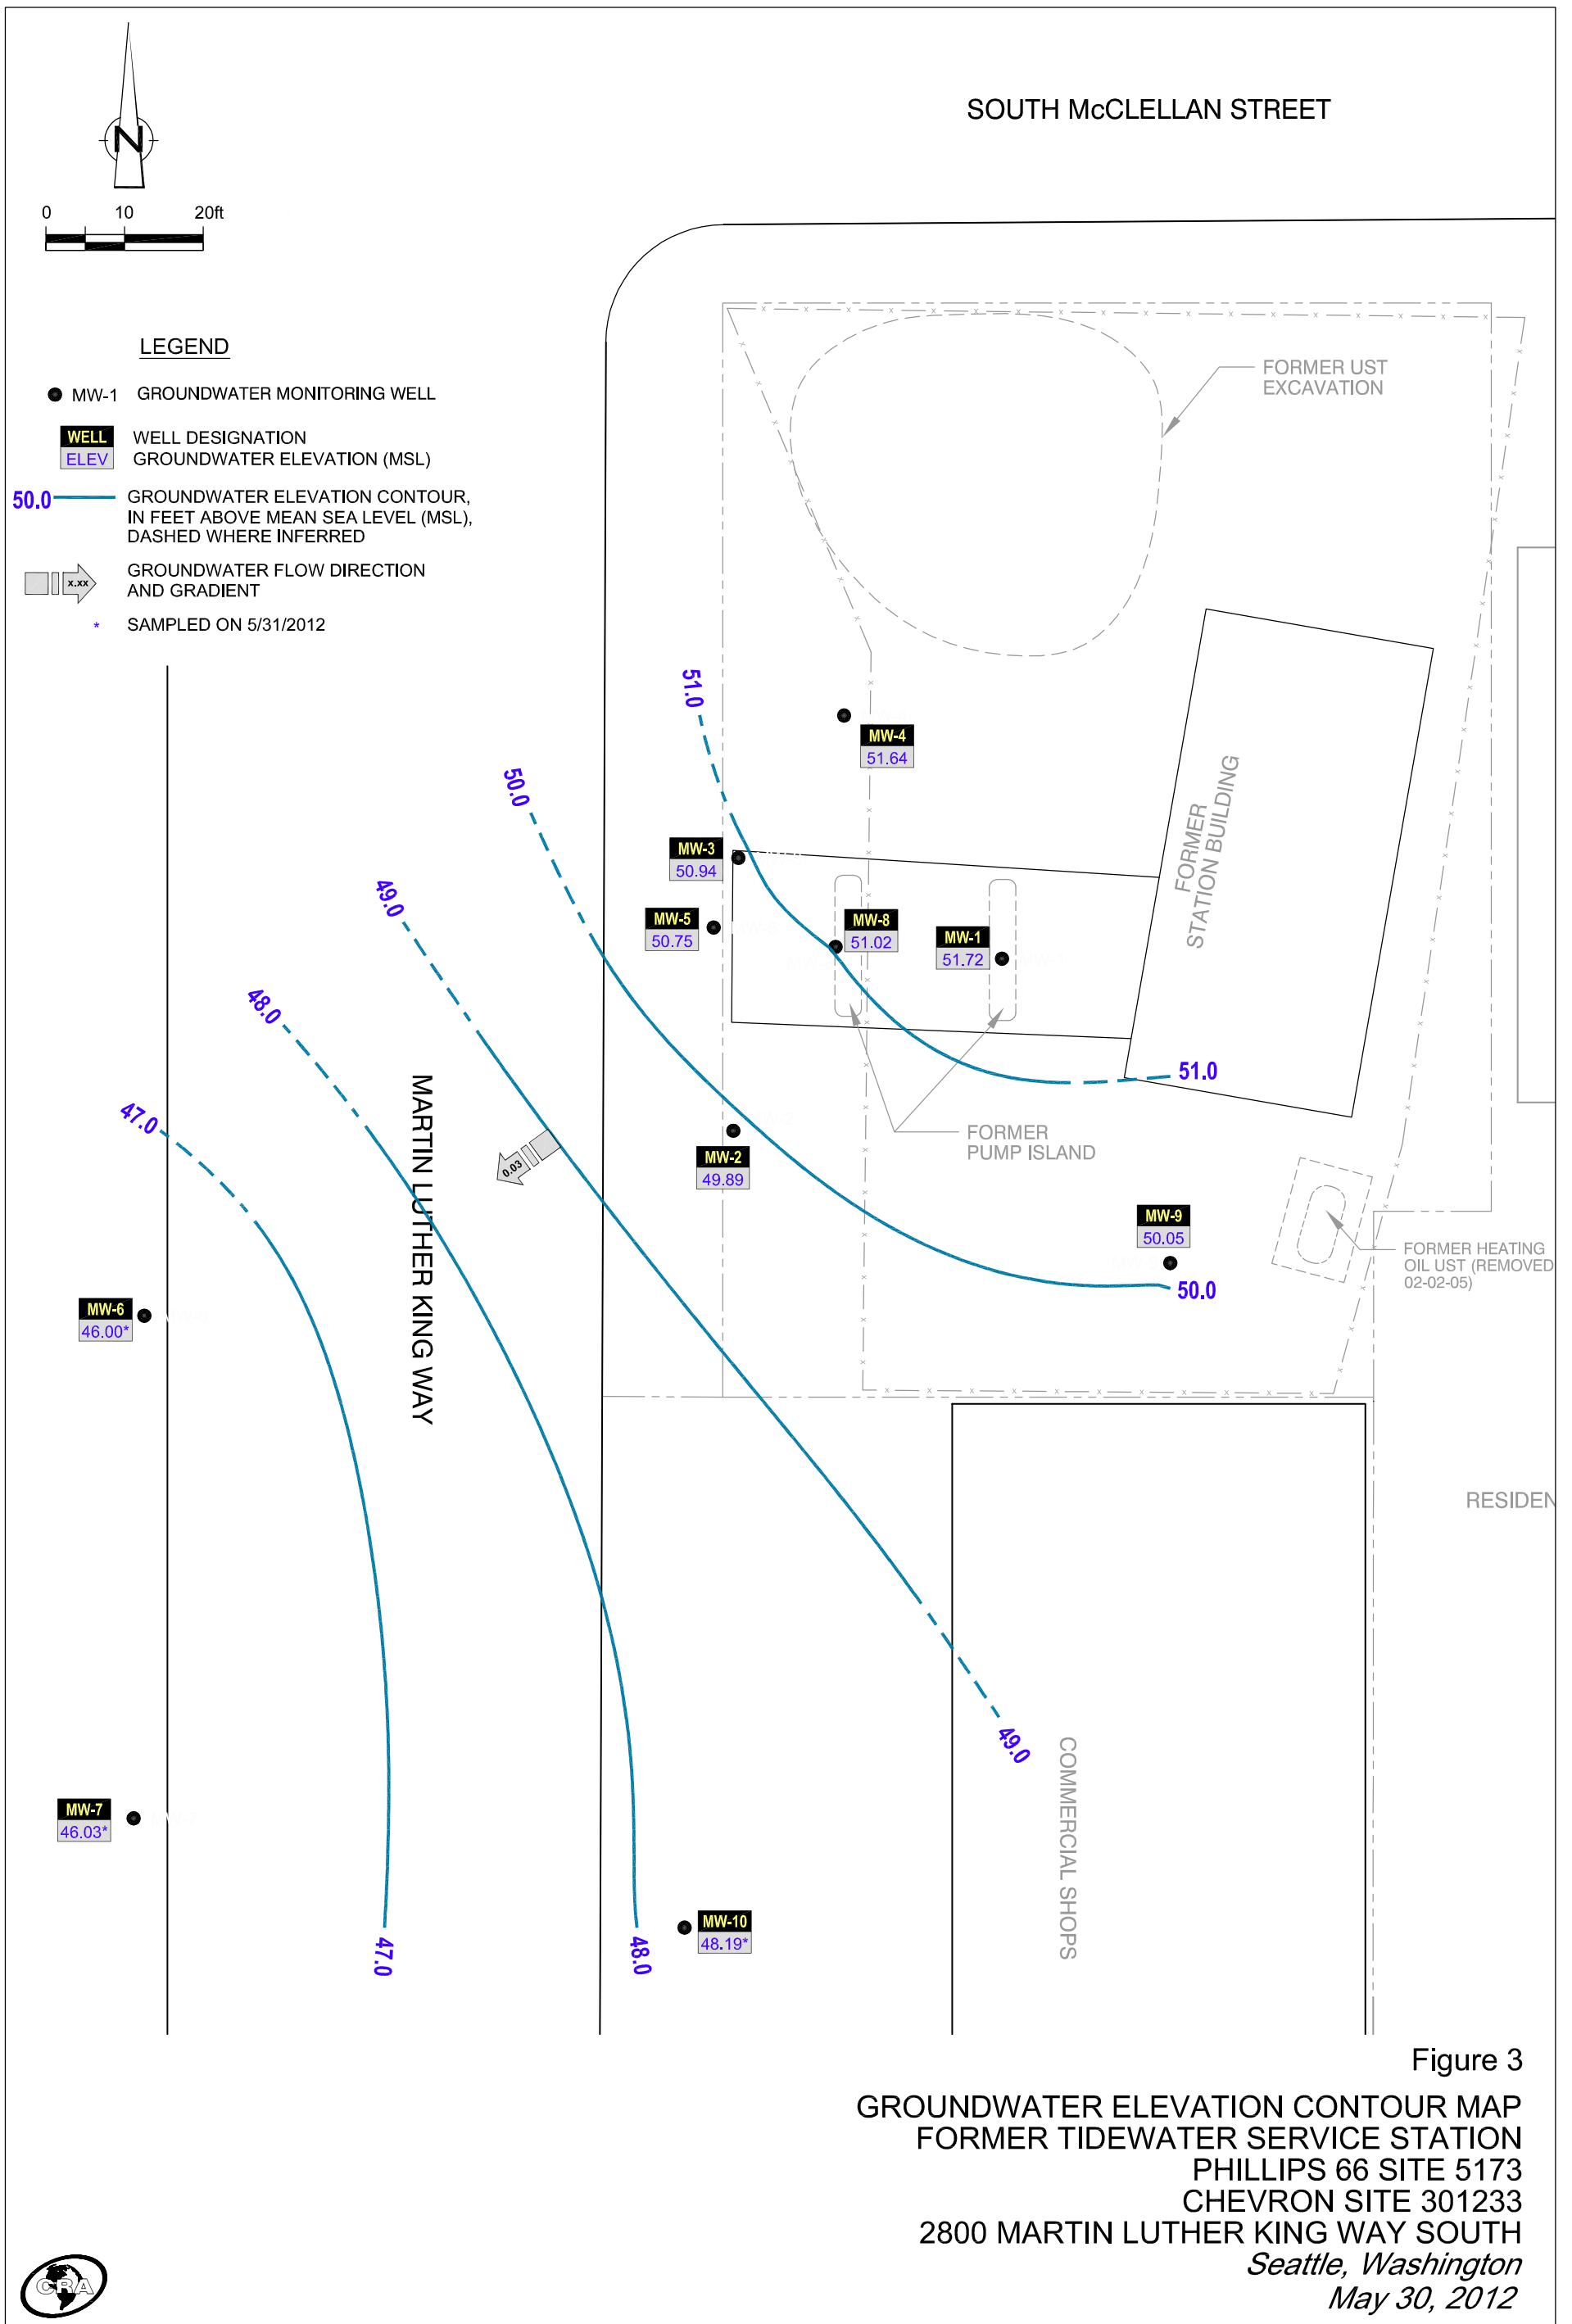 SOUTH McCLELLAN STREET
N
0 10 20ft
LEGEND
MW-1 GROUNDWATER MONITORING WELL
WELL WELL DESIGNATION
ELEV GROUNDWATER ELEVATION (MSL)
50.0 GROUNDWATER ELEVATION CONTOUR,
IN FEET ABOVE MEAN SEA LEVEL (MSL),
DASHED WHERE INFERRED
x.xx GROUNDWATER FLOW DIRECTION
AND GRADIENT
* SAMPLED ON 5/31/2012
FORMER UST
EXCAVATION
51.0
MW-4
51.64
50.0
FORMER
STATION BUILDING
MW-3
50.94
49.0
MW-5
50.75
MW-8
51.02
MW-1
51.72
48.0
51.0
47.0
MARTIN LUTHER KING WAY
0.03
FORMER
PUMP ISLAND
MW-2
49.89
MW-9
50.05
FORMER HEATING
OIL UST (REMOVED
02-02-05)
50.0
MW-6
46.00*
RESIDEN
49.0
COMMERCIAL SHOPS
MW-7
46.03*
MW-10
48.19*
47.0
48.0
Figure 3
GROUNDWATER ELEVATION CONTOUR MAP
FORMER TIDEWATER SERVICE STATION
PHILLIPS 66 SITE 5173
CHEVRON SITE 301233
2800 MARTIN LUTHER KING WAY SOUTH
Seattle, Washington
May 30, 2012
CRA